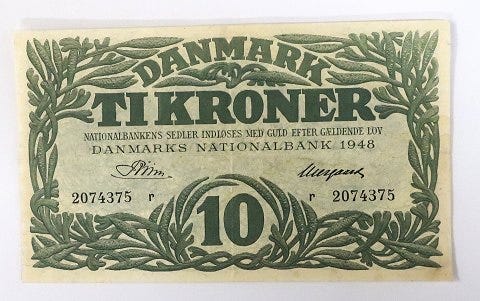 DANMARK
TI KRONER
NATIONALBANKENS SEDLER INDLØSES MED GULD EFTER GÆLDENDE LOV
DANMARKS NATIONALBANK 1948
2074375 r r 2074375
10